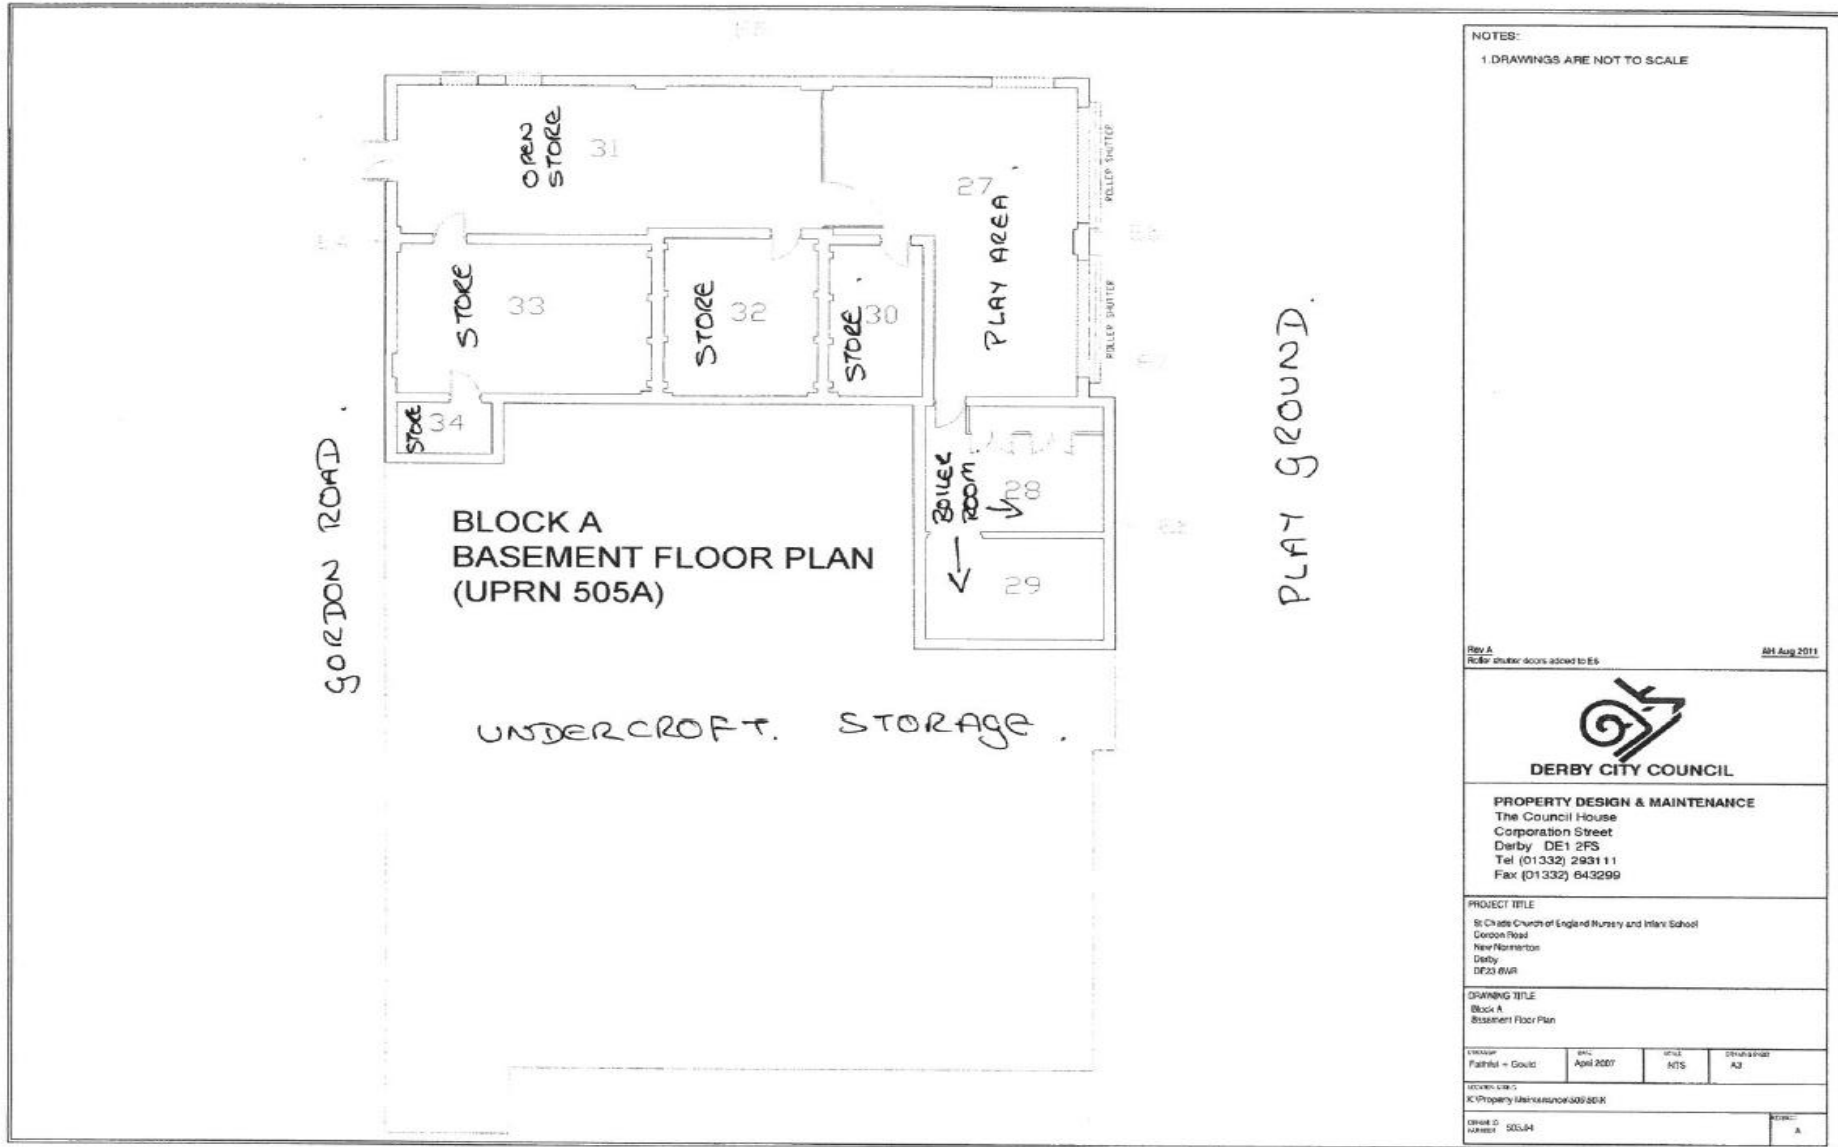 OPEN
STORE
31
27
PLAY AREA
ROLLER SHUTTER
ROLLER SHUTTER
STORE
33
STORE
32
STORE
30
STORE
34
BOILER
ROOM
28
29
GORDON ROAD
PLAY GROUND.
BLOCK A
BASEMENT FLOOR PLAN
(UPRN 505A)
UNDERCROFT. STORAGE.
NOTES:
1.DRAWINGS ARE NOT TO SCALE
Rev A
AH Aug 2011
Roller shutter doors added to E6
DERBY CITY COUNCIL
PROPERTY DESIGN & MAINTENANCE
The Council House
Corporation Street
Derby DE1 2FS
Tel (01332) 293111
Fax (01332) 643299
PROJECT TITLE
St Chads Church of England Nursery and Infant School
Gordon Road
New Normanton
Derby
DRAWING TITLE
Block A
Basement Floor Plan
Faithful + Gould
April 2007
NTS
A3
505.04
A